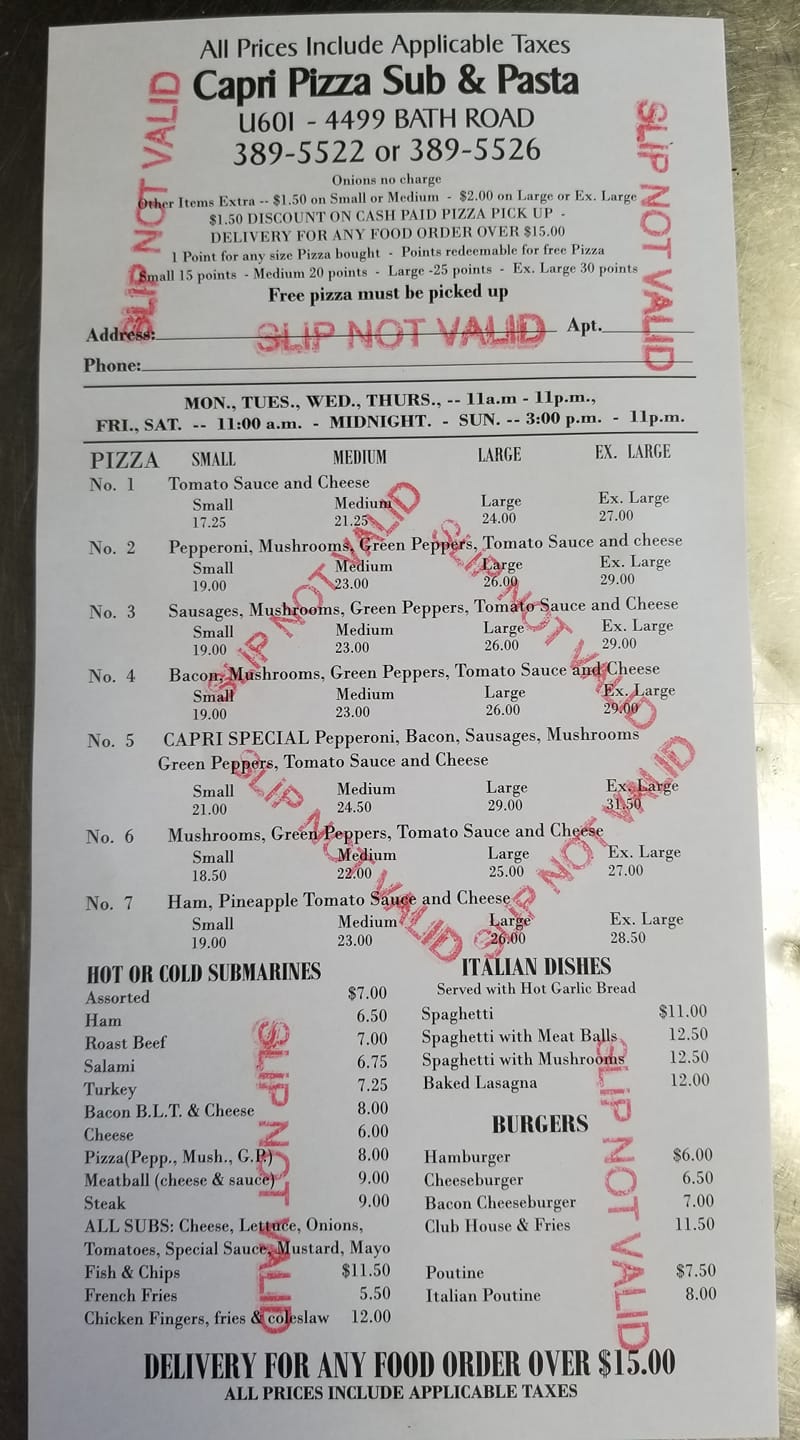 All Prices Include Applicable Taxes
Capri Pizza Sub & Pasta
U601 - 4499 BATH ROAD
389-5522 or 389-5526
Onions no charge
Other Items Extra -- $1.50 on Small or Medium - $2.00 on Large or Ex. Large
$1.50 DISCOUNT ON CASH PAID PIZZA PICK UP -
DELIVERY FOR ANY FOOD ORDER OVER $15.00
1 Point for any size Pizza bought - Points redeemable for free Pizza
Small 15 points - Medium 20 points - Large -25 points - Ex. Large 30 points
Free pizza must be picked up
SLIP NOT VALID
SLIP NOT VALID
Address: Apt.
SLIP NOT VALID
Phone:
MON., TUES., WED., THURS., -- 11a.m - 11p.m.,
FRI., SAT. -- 11:00 a.m. - MIDNIGHT. - SUN. -- 3:00 p.m. - 11p.m.
PIZZA SMALL MEDIUM LARGE EX. LARGE
No. 1 Tomato Sauce and Cheese
Small Medium Large Ex. Large
17.25 21.25 24.00 27.00
No. 2 Pepperoni, Mushrooms, Green Peppers, Tomato Sauce and cheese
Small Medium Large Ex. Large
19.00 23.00 26.00 29.00
No. 3 Sausages, Mushrooms, Green Peppers, Tomato Sauce and Cheese
Small Medium Large Ex. Large
19.00 23.00 26.00 29.00
No. 4 Bacon, Mushrooms, Green Peppers, Tomato Sauce and Cheese
Small Medium Large Ex. Large
19.00 23.00 26.00 29.00
SLIP NOT VALID
SLIP NOT VALID
No. 5 CAPRI SPECIAL Pepperoni, Bacon, Sausages, Mushrooms
Green Peppers, Tomato Sauce and Cheese
Small Medium Large Ex. Large
21.00 24.50 29.00 31.50
No. 6 Mushrooms, Green Peppers, Tomato Sauce and Cheese
Small Medium Large Ex. Large
18.50 22.00 25.00 27.00
No. 7 Ham, Pineapple Tomato Sauce and Cheese
Small Medium Large Ex. Large
19.00 23.00 26.00 28.50
SLIP NOT VALID
SLIP NOT VALID
HOT OR COLD SUBMARINES
Assorted $7.00
Ham 6.50
Roast Beef 7.00
Salami 6.75
Turkey 7.25
Bacon B.L.T. & Cheese 8.00
Cheese 6.00
Pizza(Pepp., Mush., G.P.) 8.00
Meatball (cheese & sauce) 9.00
Steak 9.00
ALL SUBS: Cheese, Lettuce, Onions,
Tomatoes, Special Sauce, Mustard, Mayo
Fish & Chips $11.50
French Fries 5.50
Chicken Fingers, fries & coleslaw 12.00
SLIP NOT VALID
ITALIAN DISHES
Served with Hot Garlic Bread
Spaghetti $11.00
Spaghetti with Meat Balls 12.50
Spaghetti with Mushrooms 12.50
Baked Lasagna 12.00
BURGERS
Hamburger $6.00
Cheeseburger 6.50
Bacon Cheeseburger 7.00
Club House & Fries 11.50
Poutine $7.50
Italian Poutine 8.00
SLIP NOT VALID
DELIVERY FOR ANY FOOD ORDER OVER $15.00
ALL PRICES INCLUDE APPLICABLE TAXES